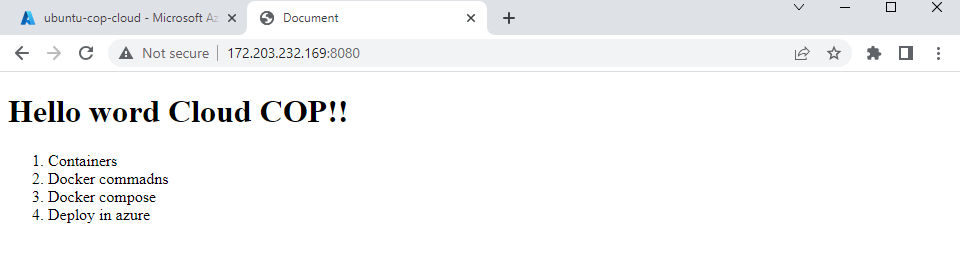 ubuntu-cop-cloud - Microsoft Az
Document
Not secure
172.203.232.169:8080
Hello word Cloud COP!!
1. Containers
2. Docker commadns
3. Docker compose
4. Deploy in azure